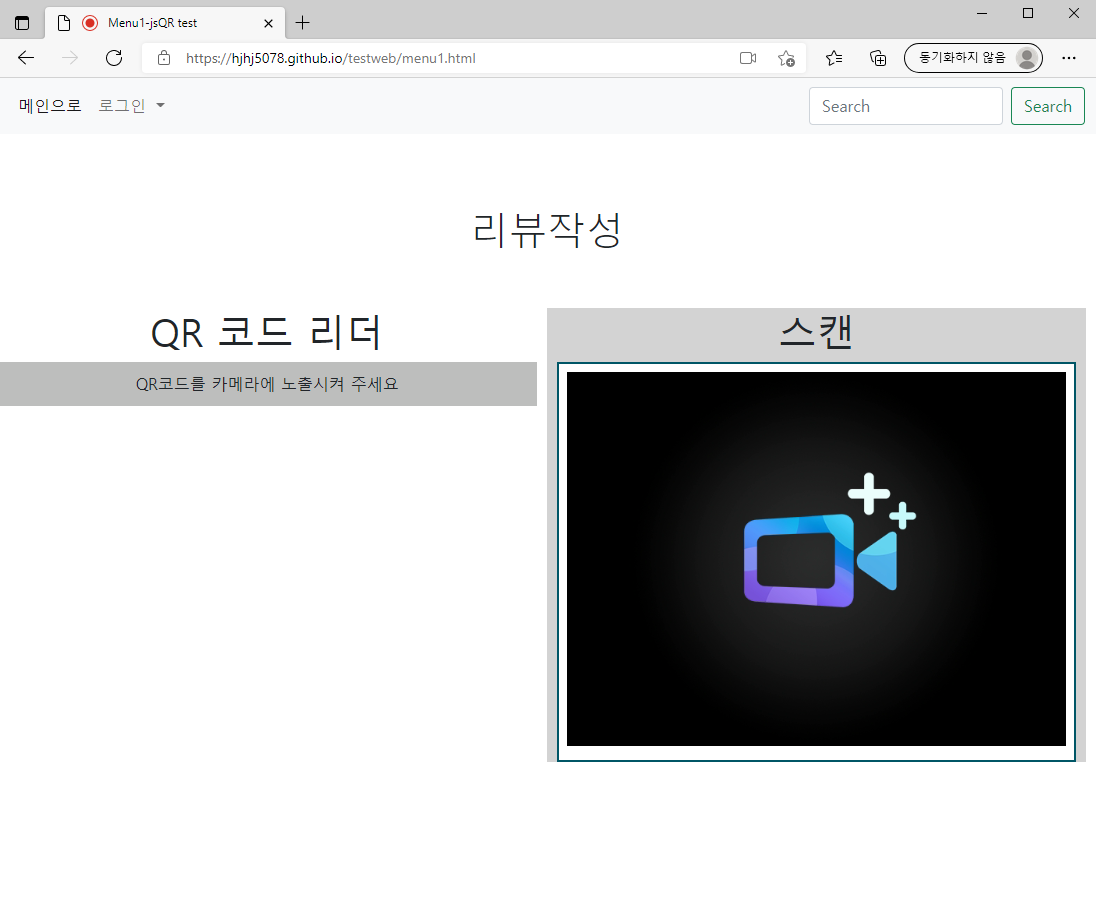 Menu1-jsQR test
https://hjhj5078.github.io/testweb/menu1.html
동기화하지 않음
메인으로 로그인
Search Search
리뷰작성
QR 코드 리더
QR코드를 카메라에 노출시켜 주세요
스캔